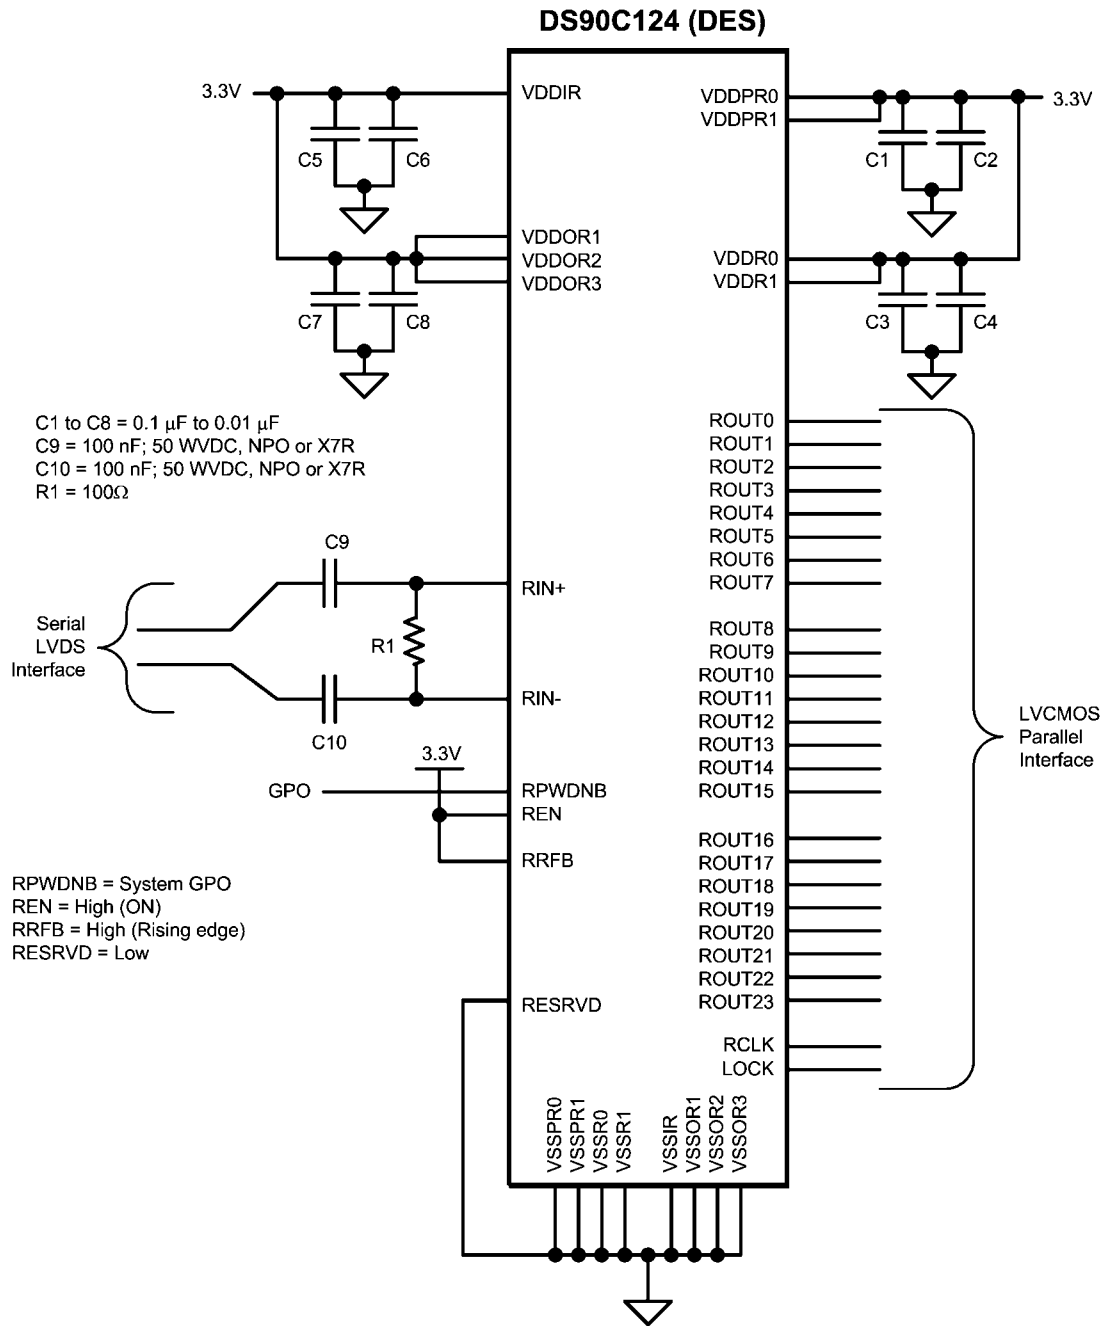 DS90C124 (DES)
3.3V
VDDIR
VDDPR0
3.3V
VDDPR1
C5
C6
C1
C2
VDDOR1
VDDOR2
VDDOR3
VDDR0
VDDR1
C7
C8
C3
C4
C1 to C8 = 0.1 μF to 0.01 μF
C9 = 100 nF; 50 WVDC, NPO or X7R
C10 = 100 nF; 50 WVDC, NPO or X7R
R1 = 100Ω
ROUT0
ROUT1
ROUT2
ROUT3
ROUT4
ROUT5
ROUT6
ROUT7
C9
RIN+
Serial
LVDS
Interface
R1
RIN-
C10
ROUT8
ROUT9
ROUT10
ROUT11
ROUT12
ROUT13
ROUT14
ROUT15
LVCMOS
Parallel
Interface
3.3V
GPO
RPWDNB
REN
RRFB
ROUT16
ROUT17
ROUT18
ROUT19
ROUT20
ROUT21
ROUT22
ROUT23
RPWDNB = System GPO
REN = High (ON)
RRFB = High (Rising edge)
RESRVD = Low
RESRVD
RCLK
LOCK
VSSPR0
VSSPR1
VSSR0
VSSR1
VSSIR
VSSOR1
VSSOR2
VSSOR3